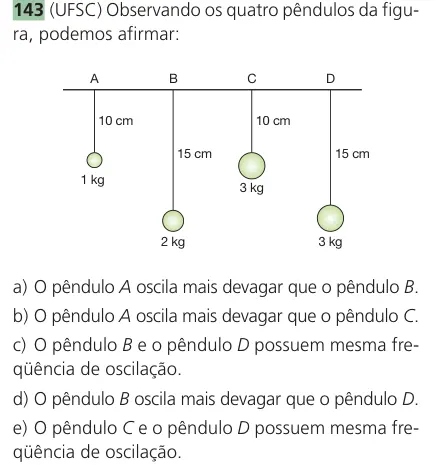 143 (UFSC) Observando os quatro pêndulos da figu-
ra, podemos afirmar:
A B C D
10 cm 10 cm
15 cm 15 cm
1 kg 3 kg
2 kg 3 kg
a) O pêndulo A oscila mais devagar que o pêndulo B.
b) O pêndulo A oscila mais devagar que o pêndulo C.
c) O pêndulo B e o pêndulo D possuem mesma fre-
qüência de oscilação.
d) O pêndulo B oscila mais devagar que o pêndulo D.
e) O pêndulo C e o pêndulo D possuem mesma fre-
qüência de oscilação.